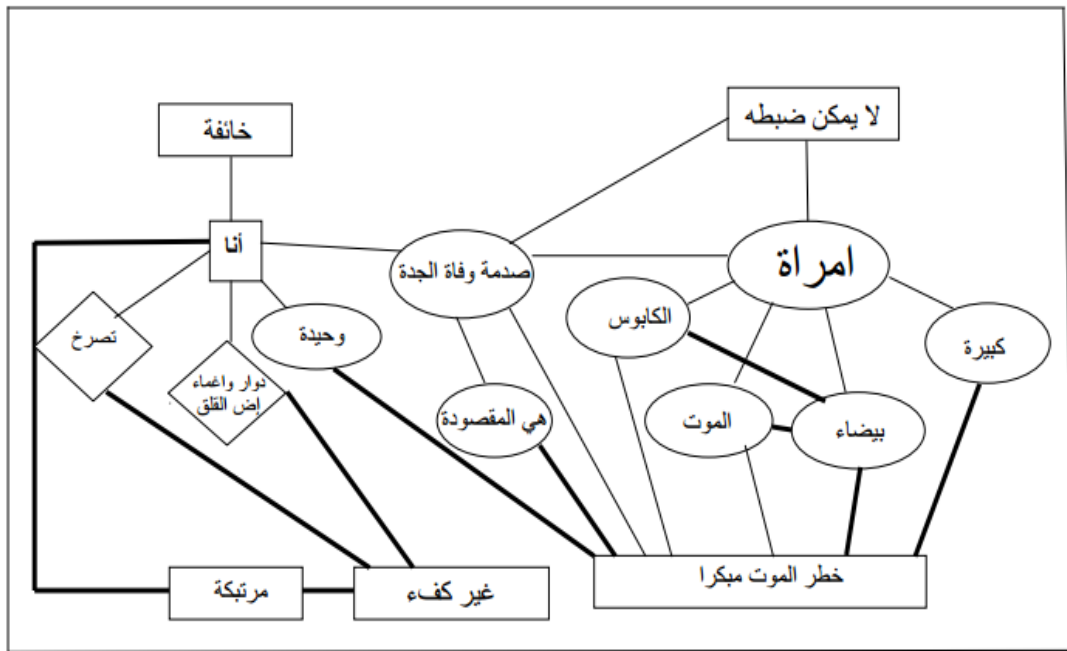 لا يمكن ضبطه
خائفة
امراة
أنا
صدمة وفاة الجدة
الكابوس
كبيرة
وحيدة
تصرخ
دوار واغماء
إض القلق
هي المقصودة
الموت
بيضاء
خطر الموت مبكرا
غير كفء
مرتبكة